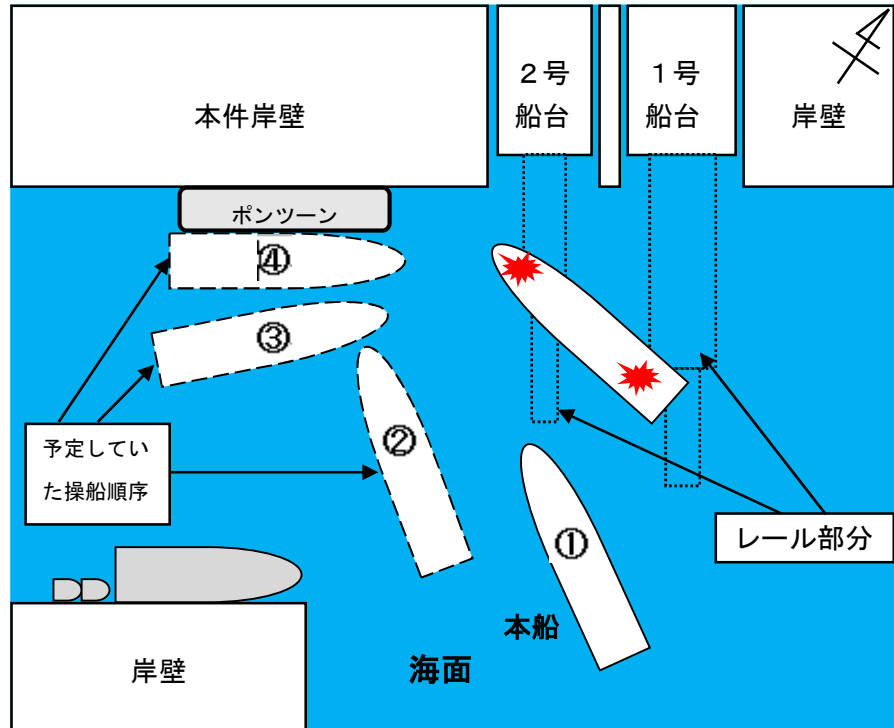 ２号
船台
１号
船台
本件岸壁
岸壁
ポンツーン
④
③
②
予定してい
た操船順序
①
レール部分
本船
岸壁
海面